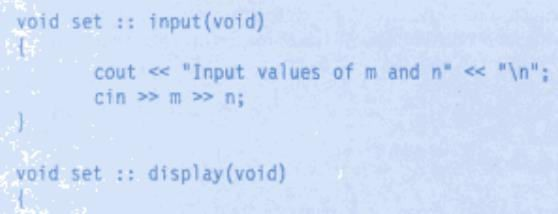 void set :: input(void)
{
cout << "Input values of m and n" << "\n";
cin >> m >> n;
}
void set :: display(void)
{